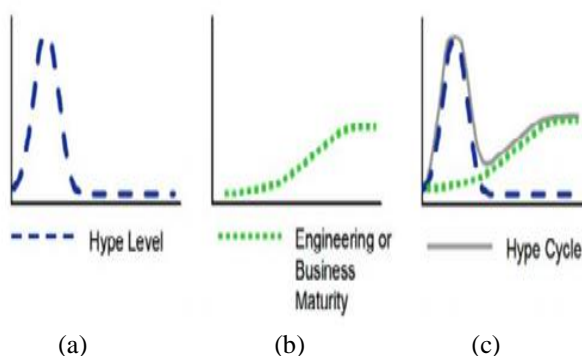 Hype Level
Engineering or
Business
Maturity
Hype Cycle
(a)
(b)
(c)